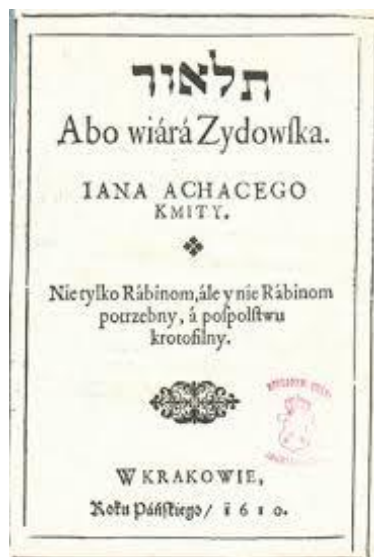 תלאור
Abo wiárá Zydowſka.
IANA ACHACEGO
KMITY.
Nie tylko Rábinom, ále y nie Rábinom
potrzebny, á poſpolſtwu
krotofilny.
W KRAKOWIE,
Roku Páńſkiego/ 1610.